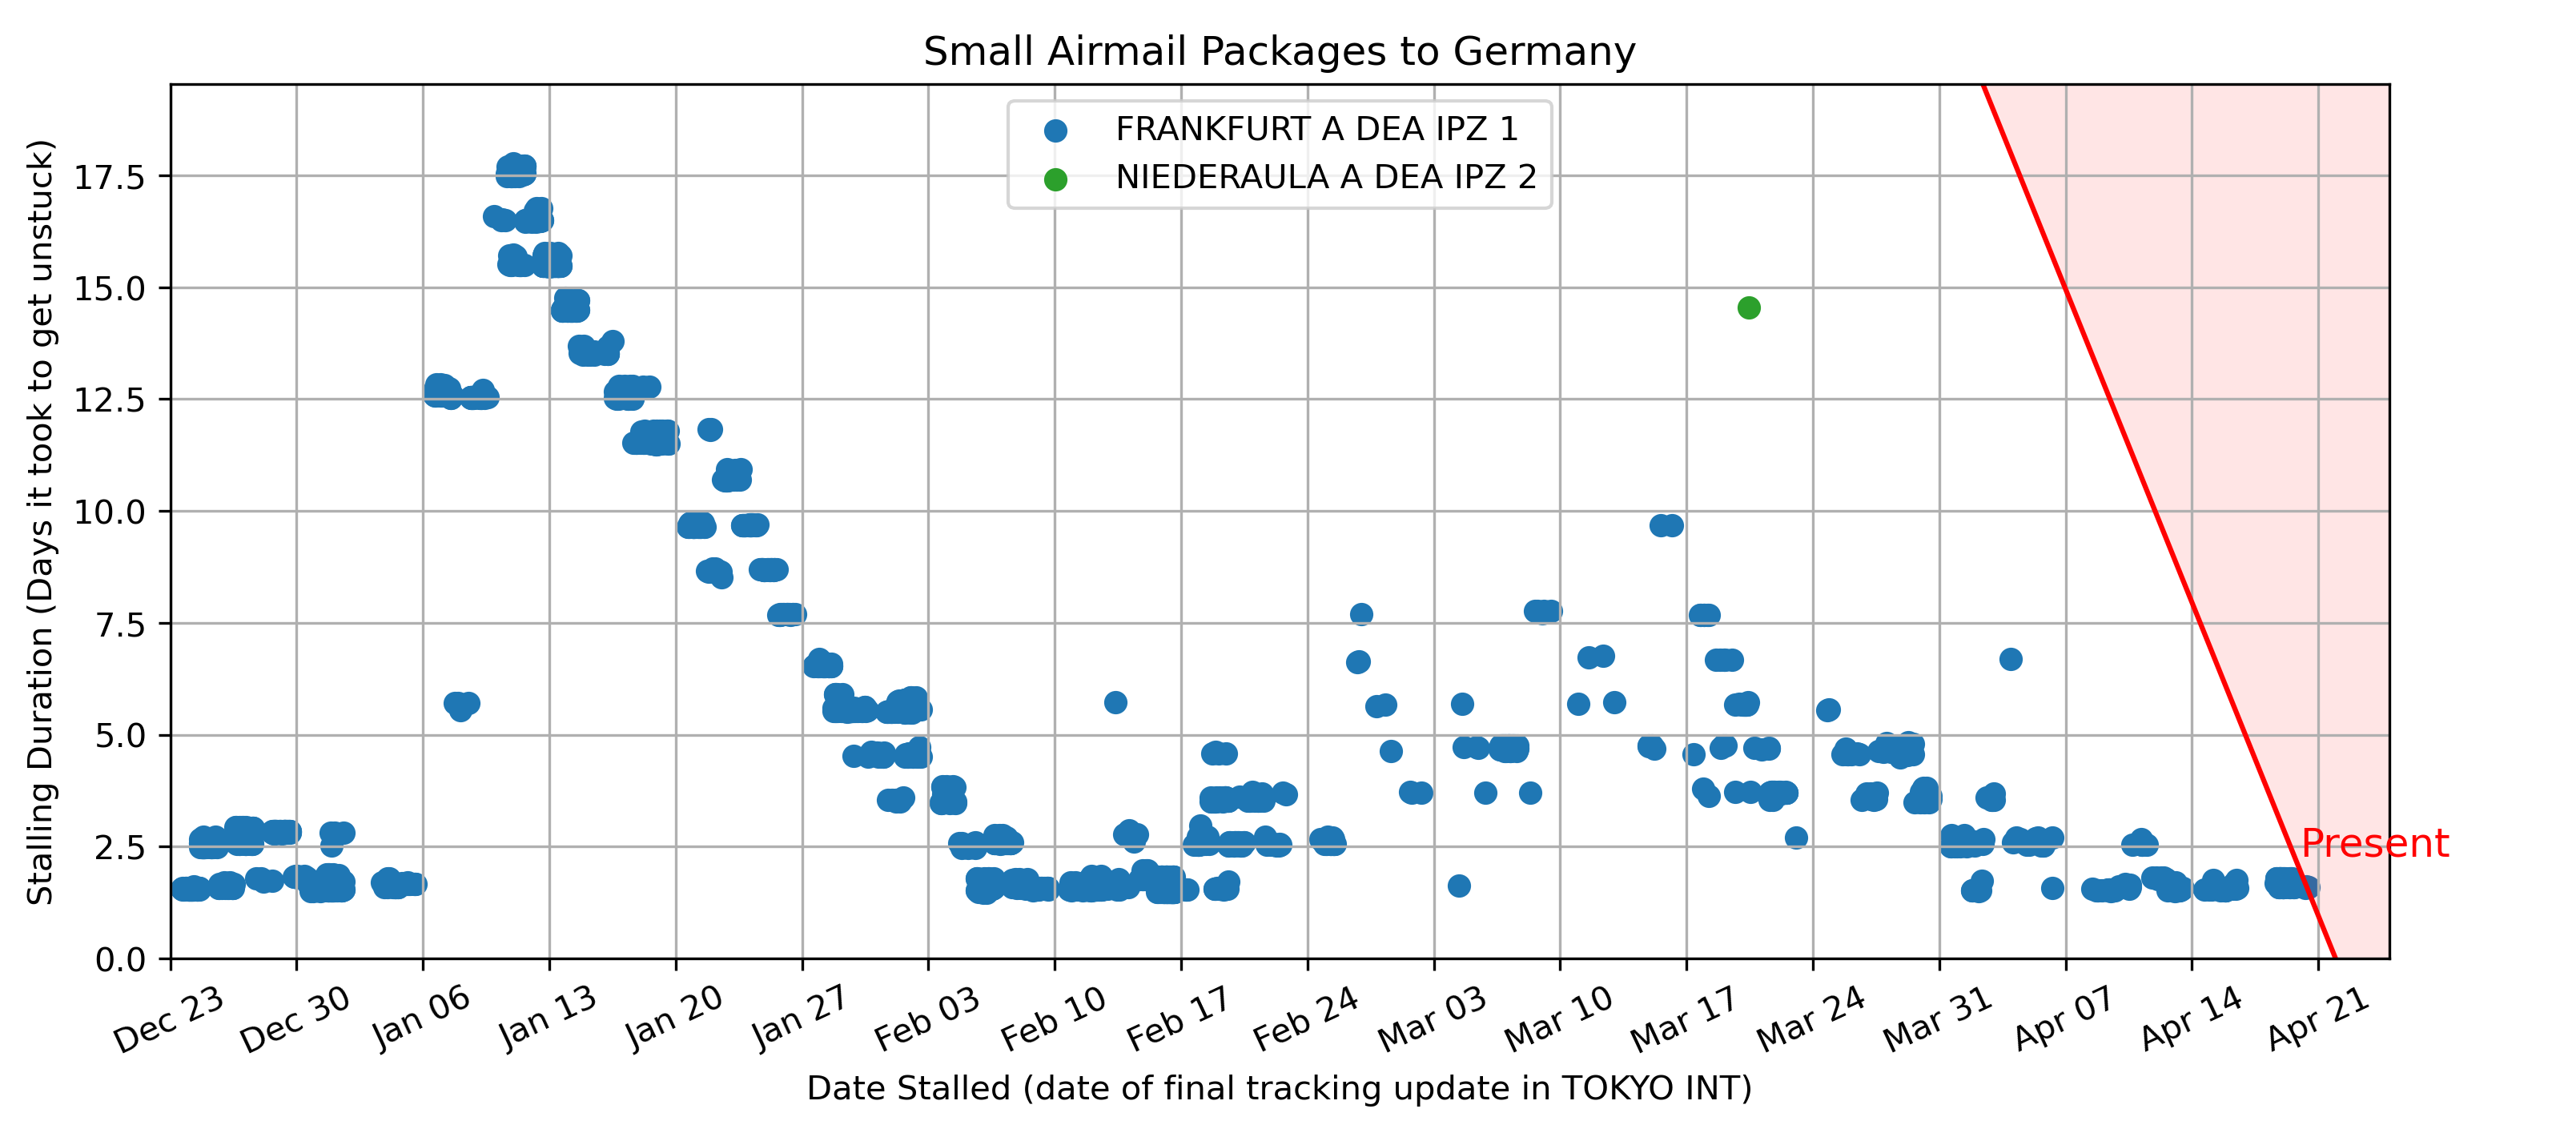 Small Airmail Packages to Germany
FRANKFURT A DEA IPZ 1
NIEDERAULA A DEA IPZ 2
Stalling Duration (Days it took to get unstuck)
17.5
15.0
12.5
10.0
7.5
5.0
2.5
0.0
Present
Dec 23
Dec 30
Jan 06
Jan 13
Jan 20
Jan 27
Feb 03
Feb 10
Feb 17
Feb 24
Mar 03
Mar 10
Mar 17
Mar 24
Mar 31
Apr 07
Apr 14
Apr 21
Date Stalled (date of final tracking update in TOKYO INT)